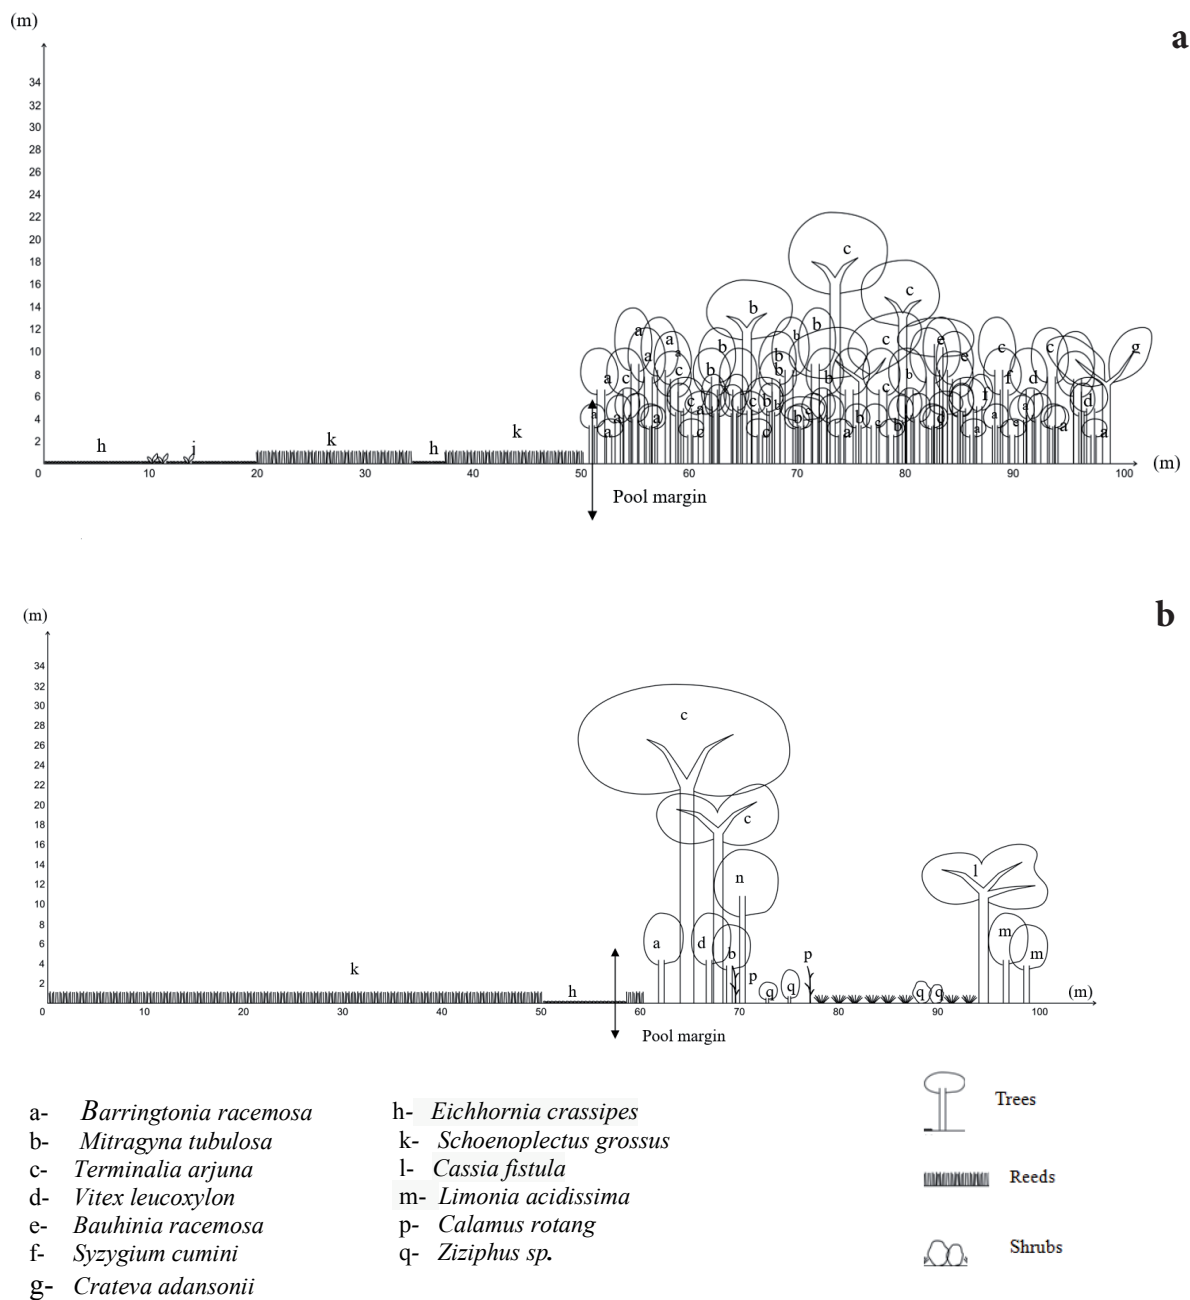 (m)
a
34
32
30
28
26
24
22
20
18
16
14
12
10
8
6
4
2
0
h
j
k
h
k
c
c
b
b
b
c
e
e
c
c
g
a
a
a
a
b
b
b
a
c
c
b
c
b
f
d
f
d
a
a
a
a
c
b
b
a
c
a
a
a
10
20
30
40
50
60
70
80
90
100
(m)
Pool margin
(m)
b
34
32
30
28
26
24
22
20
18
16
14
12
10
8
6
4
2
0
c
c
n
l
a
d
b
p
m
m
k
h
p
q
q
q
q
(m)
10
20
30
40
50
60
70
80
90
100
Pool margin
a- Barringtonia racemosa
b- Mitragyna tubulosa
c- Terminalia arjuna
d- Vitex leucoxylon
e- Bauhinia racemosa
f- Syzygium cumini
g- Crateva adansonii
h- Eichhornia crassipes
k- Schoenoplectus grossus
l- Cassia fistula
m- Limonia acidissima
p- Calamus rotang
q- Ziziphus sp.
Trees
Reeds
Shrubs